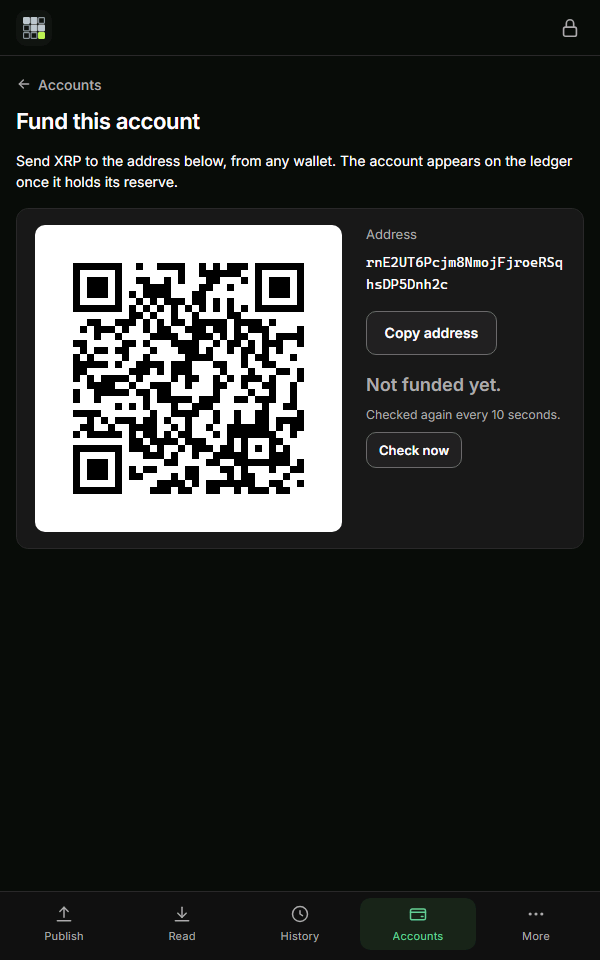 Accounts
Fund this account
Send XRP to the address below, from any wallet. The account appears on the ledger
once it holds its reserve.
Address
rnE2UT6Pcjm8NmojFjroeRSq
hsDP5Dnh2c
Copy address
Not funded yet.
Checked again every 10 seconds.
Check now
Publish
Read
History
Accounts
More